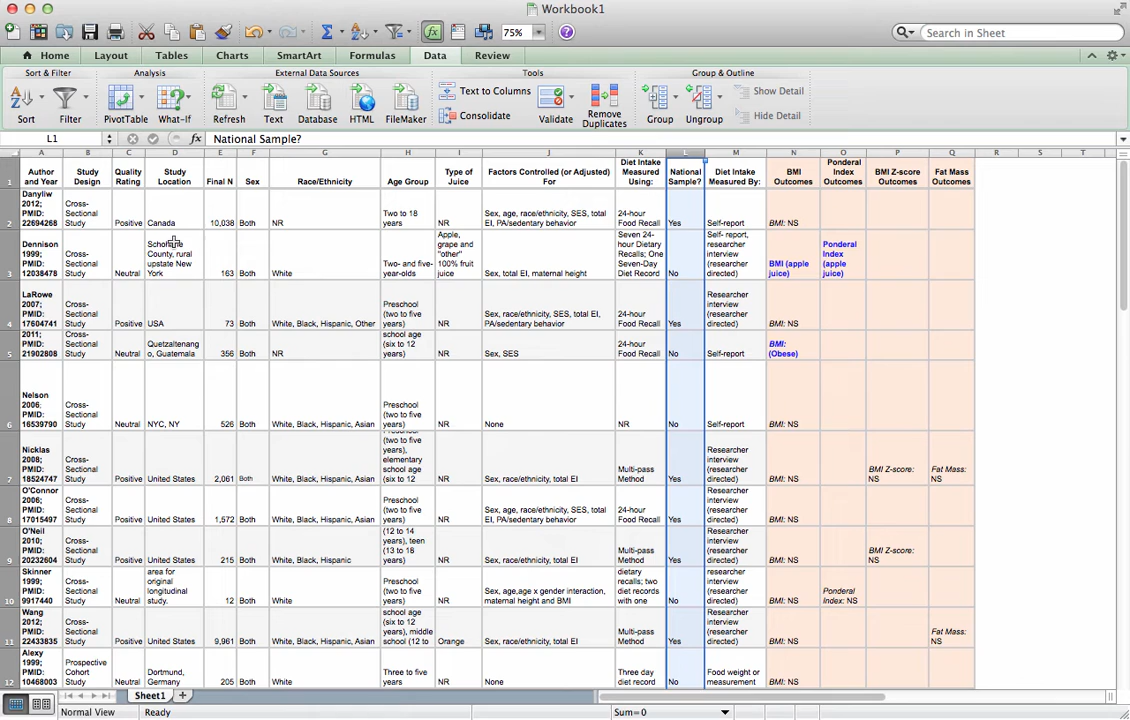 Workbook1
75%
Search in Sheet
Home Layout Tables Charts SmartArt Formulas Data Review
Sort & Filter Analysis External Data Sources Tools Group & Outline
Sort Filter PivotTable What-If Refresh Text Database HTML FileMaker
Text to Columns
Consolidate
Validate
Remove
Duplicates
Group Ungroup
Show Detail
Hide Detail
L1 fx National Sample?
A B C D E F G H I J K L M N O P Q R S T U
1
Author
and Year
Study
Design
Quality
Rating
Study
Location
Final N
Sex
Race/Ethnicity
Age Group
Type of
Juice
Factors Controlled (or Adjusted)
For
Diet Intake
Measured
Using:
National
Sample?
Diet Intake
Measured By:
BMI
Outcomes
Ponderal
Index
Outcomes
BMI Z-score
Outcomes
Fat Mass
Outcomes
2
Danyliw
2012;
PMID:
22694268
Cross-
Sectional
Study
Positive
Canada
10,038
Both
NR
Two to 18
years
NR
Sex, age, race/ethnicity, SES, total
EI, PA/sedentary behavior
24-hour
Food Recall
Yes
Self-report
BMI: NS
3
Dennison
1999;
PMID:
12038478
Cross-
Sectional
Study
Neutral
County, rural
upstate New
York
163
Both
White
Two- and five-
year-olds
Apple,
grape and
"other"
100% fruit
juice
Sex, total EI, maternal height
Seven 24-
hour Dietary
Recalls; One
Diet Record
No
Self- report,
researcher
interview
(researcher
directed)
BMI (apple
juice)
Ponderal
Index
(apple
juice)
4
LaRowe
2007;
PMID:
17604741
Cross-
Sectional
Study
Positive
USA
73
Both
White, Black, Hispanic, Other
Preschool
(two to five
years)
NR
Sex, race/ethnicity, SES, total EI,
PA/sedentary behavior
24-hour
Food Recall
Yes
Researcher
interview
(researcher
directed)
BMI: NS
5
2011;
PMID:
21902808
Cross-
Sectional
Study
Neutral
Quetzaltenang
o, Guatemala
356
Both
NR
school age
(six to 12
years)
NR
Sex, SES
24-hour
Food Recall
No
Self-report
BMI:
(Obese)
6
Nelson
2006;
PMID:
16539790
Cross-
Sectional
Study
Neutral
NYC, NY
526
Both
White, Black, Hispanic, Asian
Preschool
(two to five
years)
NR
None
NR
No
Self-report
BMI: NS
7
Nicklas
2008;
PMID:
18524747
Cross-
Sectional
Study
Positive
United States
2,061
Both
White, Black, Hispanic, Asian
(two to five
years),
elementary
school age
(six to 12
NR
Sex, race/ethnicity, total EI
Multi-pass
Method
Yes
Researcher
interview
(researcher
directed)
BMI: NS
BMI Z-score:
NS
Fat Mass:
NS
8
O'Connor
2006;
PMID:
17015497
Cross-
Sectional
Study
Positive
United States
1,572
Both
White, Black, Hispanic, Asian
Preschool
(two to five
years)
NR
Sex, age, race/ethnicity, SES, total
EI, PA/sedentary behavior
24-hour
Food Recall
Yes
Researcher
interview
(researcher
directed)
BMI: NS
9
O'Neil
2010;
PMID:
20232604
Cross-
Sectional
Study
Positive
United States
215
Both
White, Black, Hispanic
(12 to 14
years), teen
(13 to 18
years)
NR
Sex, race/ethnicity, total EI
Multi-pass
Method
Yes
Researcher
interview
(researcher
directed)
BMI: NS
BMI Z-score:
NS
10
Skinner
1999;
PMID:
9917440
Cross-
Sectional
Study
Neutral
area for
original
longitudinal
study.
12
Both
White
Preschool
(two to five
years)
NR
Sex, age,age x gender interaction,
maternal height and BMI
dietary
recalls; two
diet records
with one
No
researcher
interview
(researcher
directed)
BMI: NS
Ponderal
Index: NS
11
Wang
2012;
PMID:
22433835
Cross-
Sectional
Study
Positive
United States
9,961
Both
White, Black, Hispanic, Asian
school age
(six to 12
years), middle
school (12 to
Orange
Sex, race/ethnicity, total EI
Multi-pass
Method
Yes
Researcher
interview
(researcher
directed)
BMI: NS
Fat Mass:
NS
12
Alexy
1999;
PMID:
10468003
Prospective
Cohort
Study
Neutral
Dortmund,
Germany
205
Both
White
Three to five
years
NR
None
Three day
diet record
No
Food weight or
measurement
BMI: NS
Sheet1
Normal View Ready Sum=0